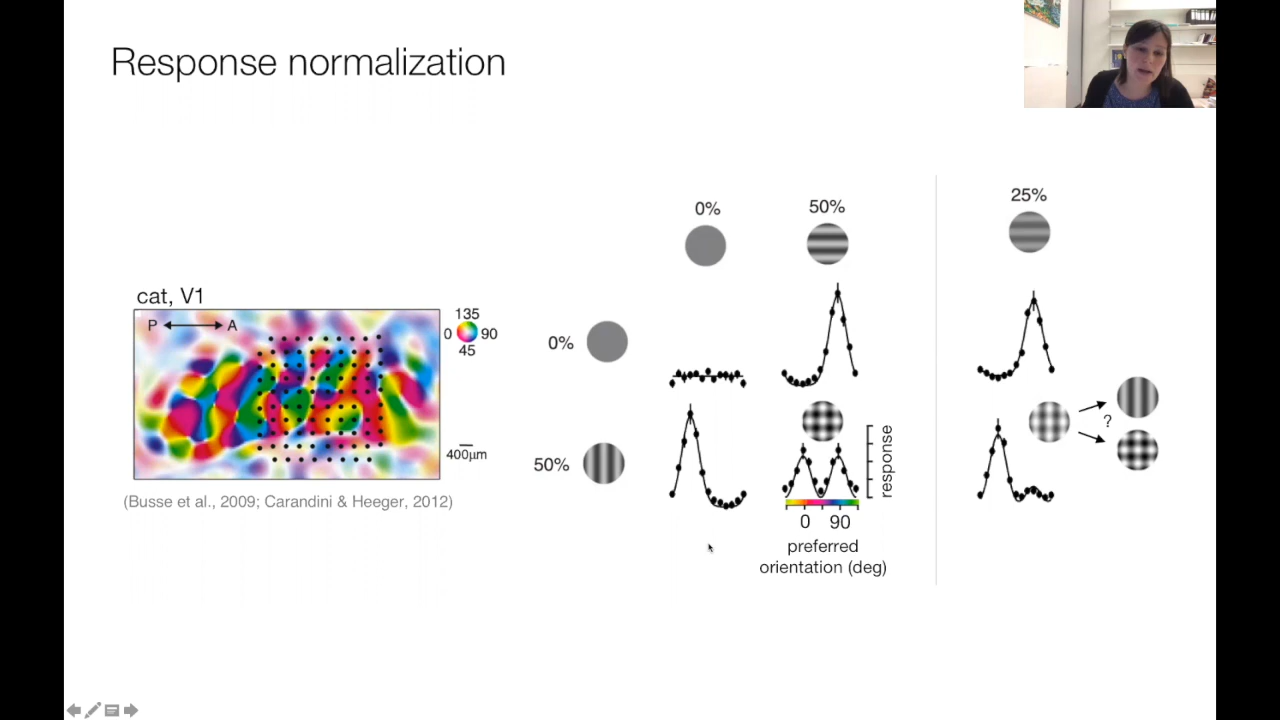 Response normalization
0%
50%
25%
cat, V1
P
A
135
0
90
45
0%
?
50%
400μm
response
(Busse et al., 2009; Carandini & Heeger, 2012)
0
90
preferred
orientation (deg)